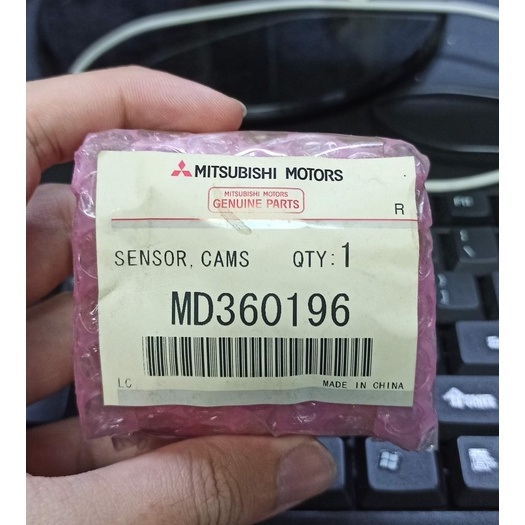 MITSUBISHI MOTORS
MITSUBISHI MOTORS
GENUINE PARTS
R
SENSOR, CAMS QTY: 1
MD360196
LC MADE IN CHINA